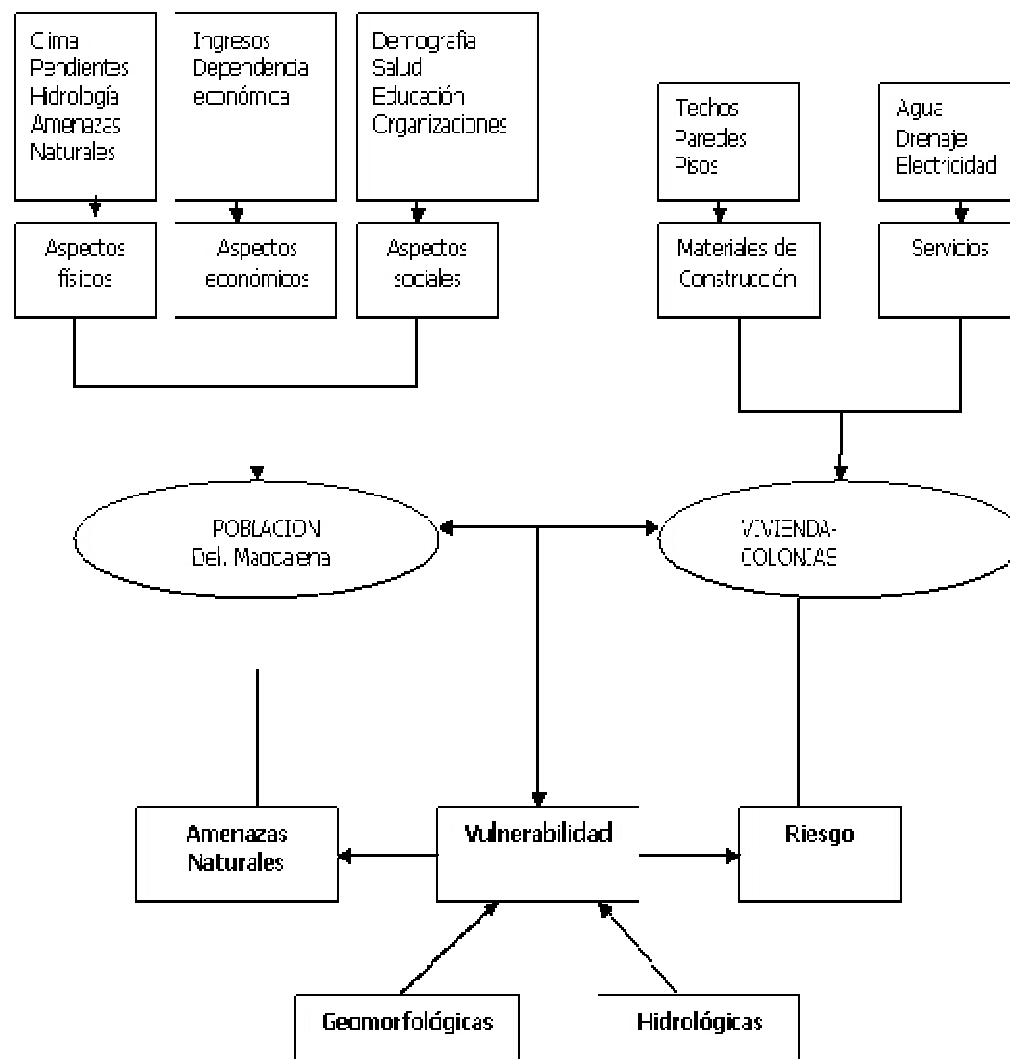 Clima
Pendientes
Hidrología
Amenazas
Naturales
Ingresos
Dependencia
económica
Demografía
Salud
Educación
Organizaciones
Techos
Paredes
Pisos
Agua
Drenaje
Electricidad
Aspectos
físicos
Aspectos
económicos
Aspectos
sociales
Materiales de
Construcción
Servicios
POBLACION
Del. Magdalena
VIVIENDA-
COLONIAS
Amenazas
Naturales
Vulnerabilidad
Riesgo
Geomorfológicas
Hidrológicas